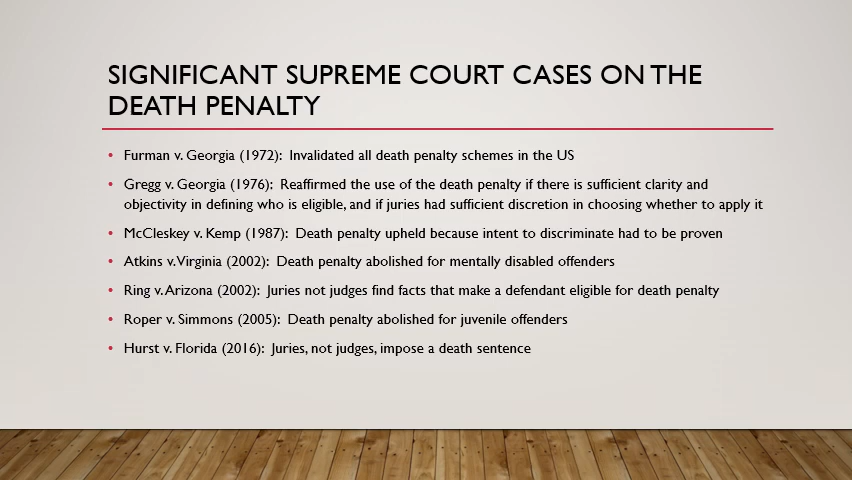 SIGNIFICANT SUPREME COURT CASES ON THE
DEATH PENALTY
• Furman v. Georgia (1972): Invalidated all death penalty schemes in the US
• Gregg v. Georgia (1976): Reaffirmed the use of the death penalty if there is sufficient clarity and
objectivity in defining who is eligible, and if juries had sufficient discretion in choosing whether to apply it
• McCleskey v. Kemp (1987): Death penalty upheld because intent to discriminate had to be proven
• Atkins v. Virginia (2002): Death penalty abolished for mentally disabled offenders
• Ring v. Arizona (2002): Juries not judges find facts that make a defendant eligible for death penalty
• Roper v. Simmons (2005): Death penalty abolished for juvenile offenders
• Hurst v. Florida (2016): Juries, not judges, impose a death sentence